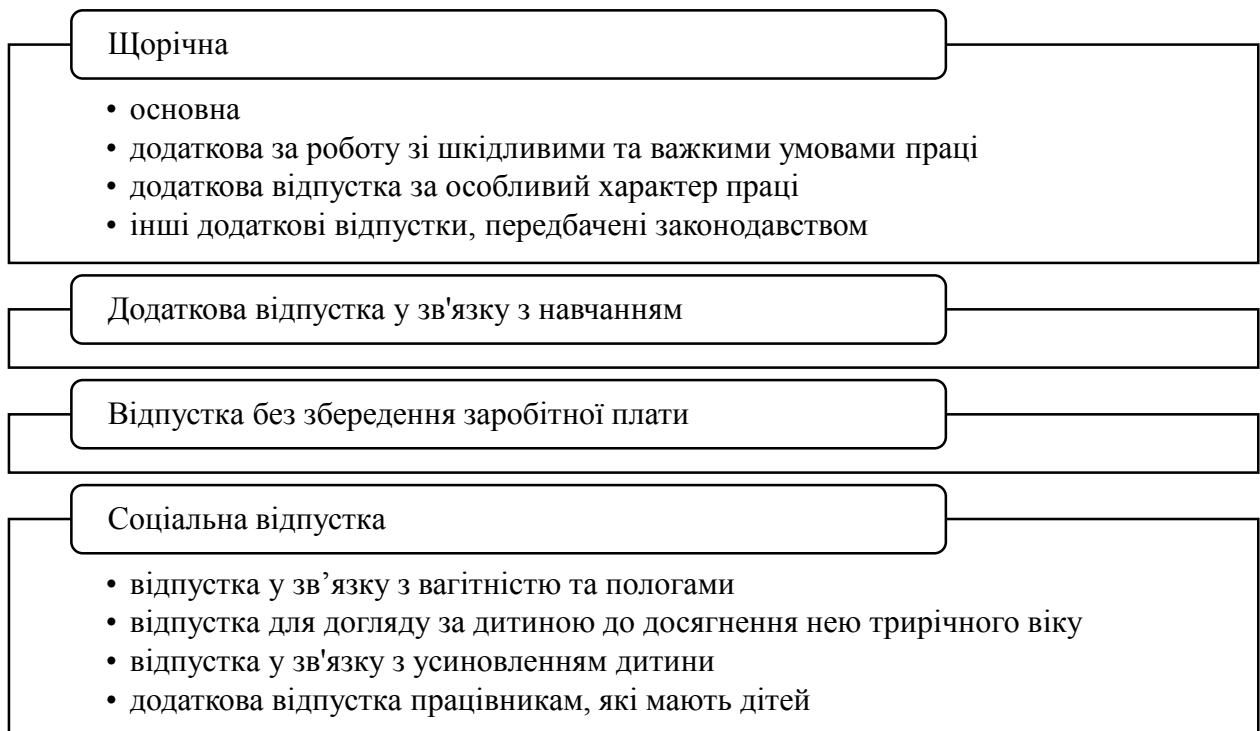 Щорічна
• основна
• додаткова за роботу зі шкідливими та важкими умовами праці
• додаткова відпустка за особливий характер праці
• інші додаткові відпустки, передбачені законодавством
Додаткова відпустка у зв'язку з навчанням
Відпустка без збередення заробітної плати
Соціальна відпустка
• відпустка у зв’язку з вагітністю та пологами
• відпустка для догляду за дитиною до досягнення нею трирічного віку
• відпустка у зв'язку з усиновленням дитини
• додаткова відпустка працівникам, які мають дітей